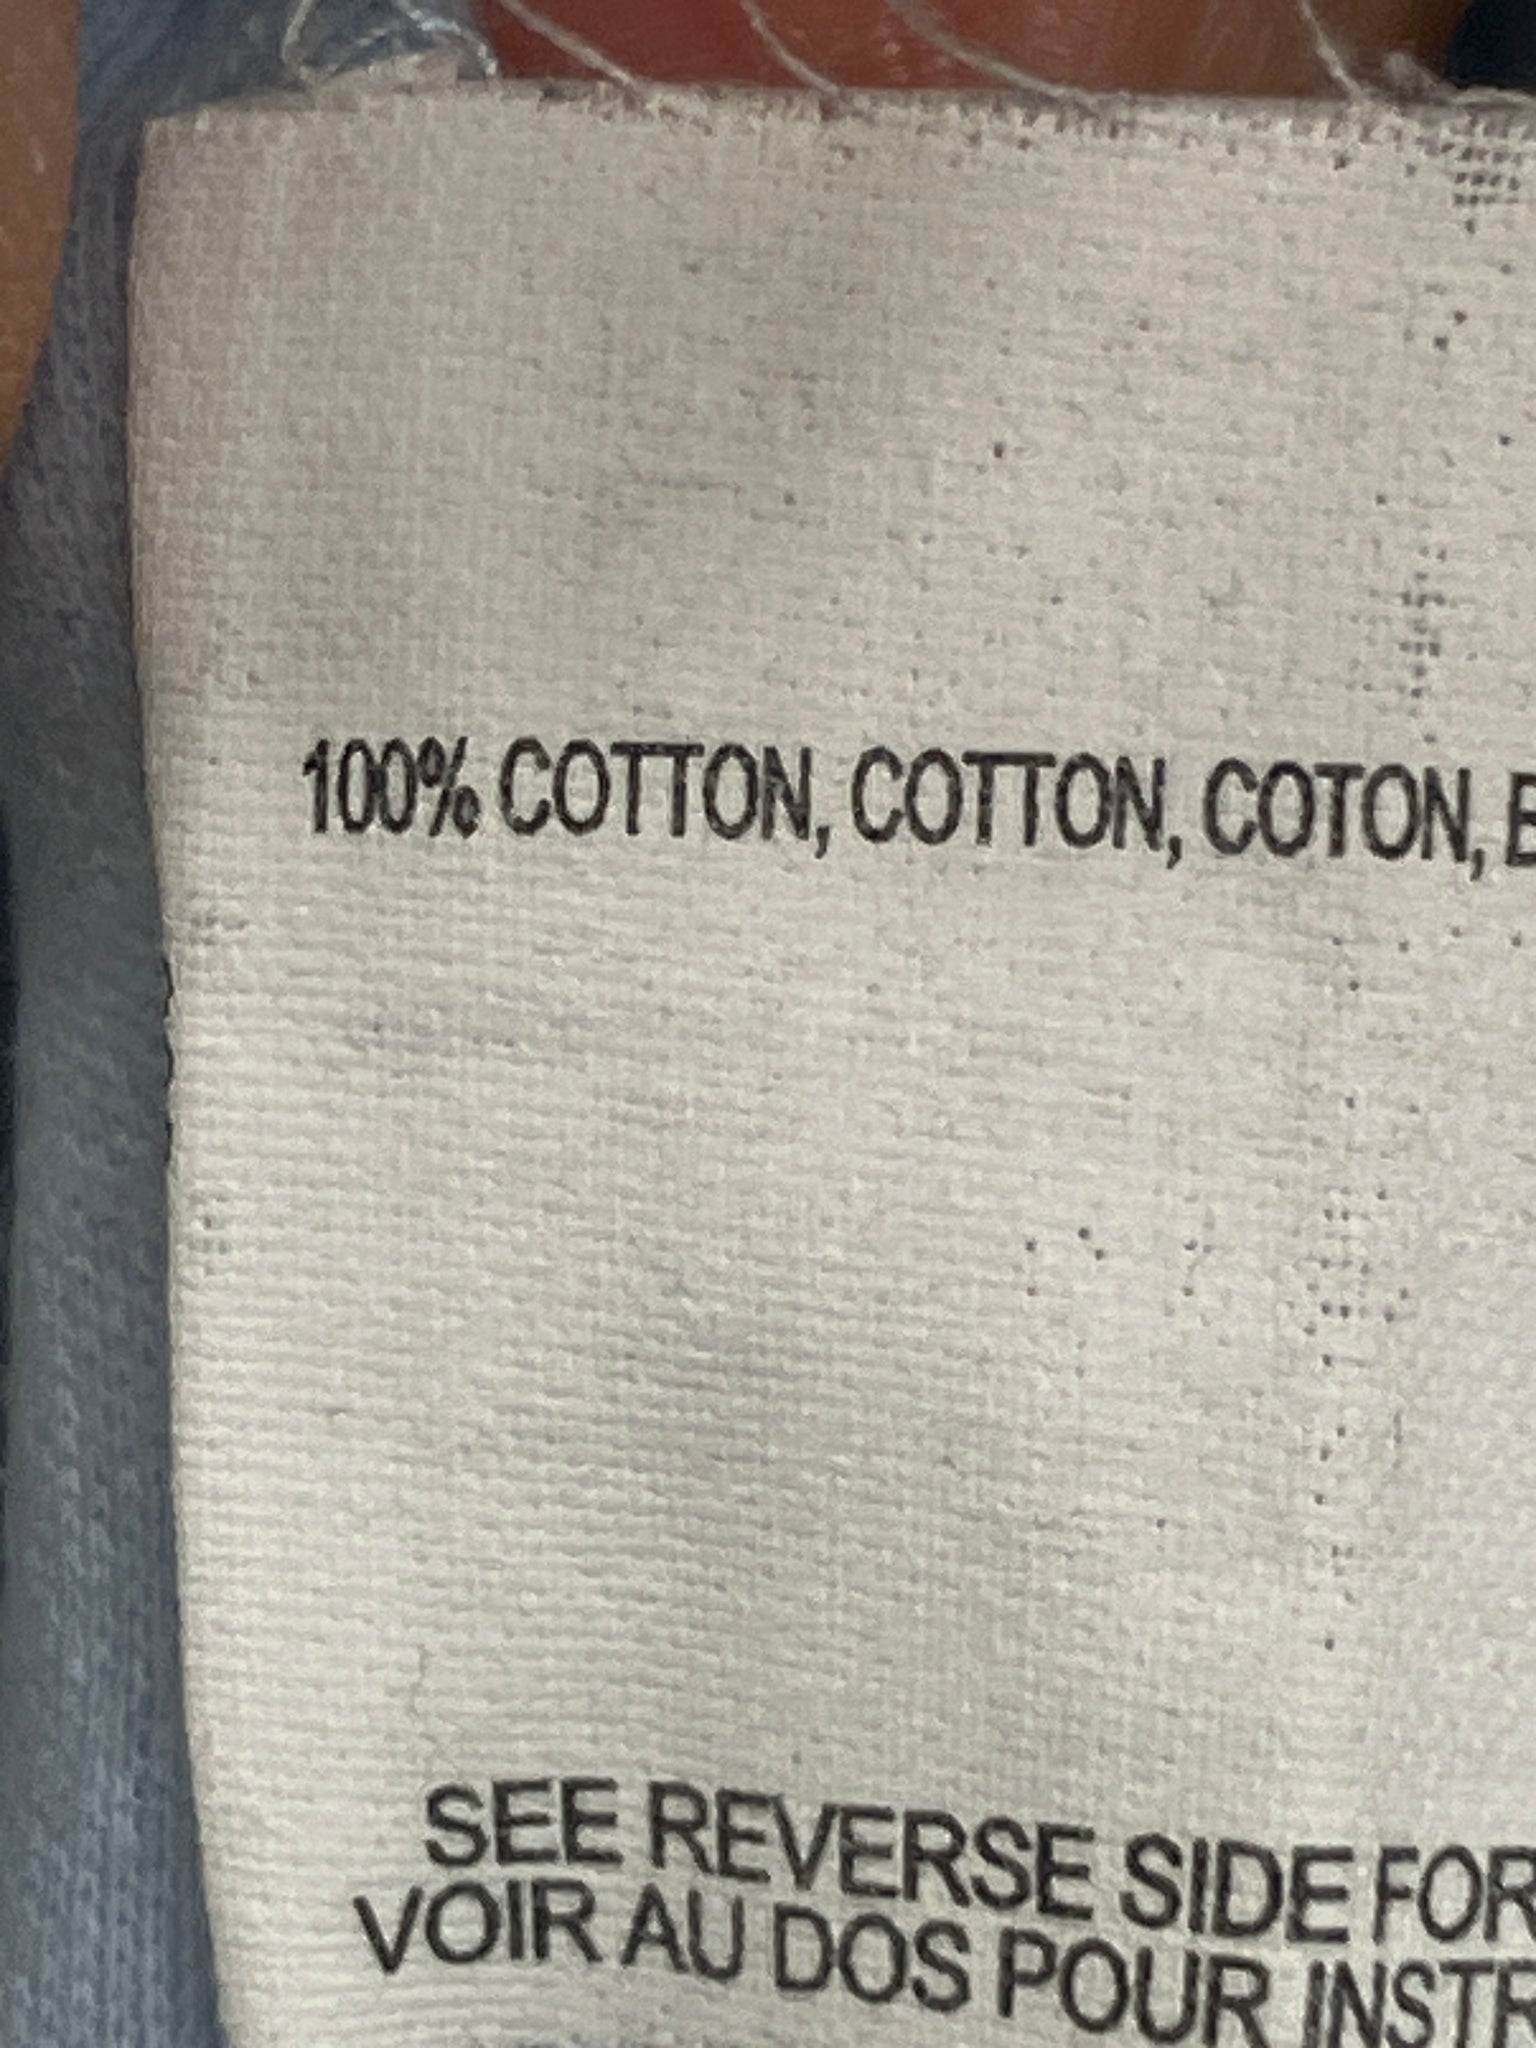 100% COTTON, COTTON, COTON,
SEE REVERSE SIDE FOR
VOIR AU DOS POUR